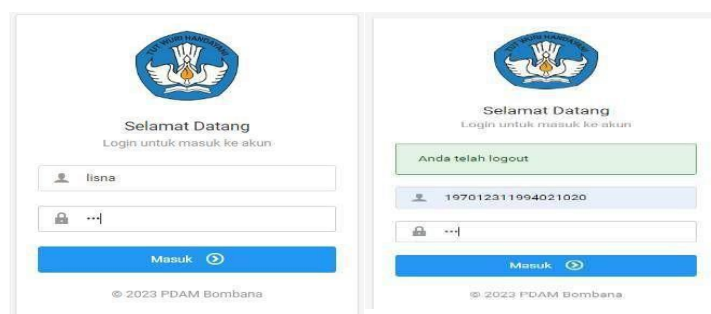 TUT WURI HANDAYANI
Selamat Datang
Login untuk masuk ke akun
lisna
···
Masuk
© 2023 PDAM Bombana
TUT WURI HANDAYANI
Selamat Datang
Login untuk masuk ke akun
Anda telah logout
197012311994021020
···
Masuk
© 2023 PDAM Bombana